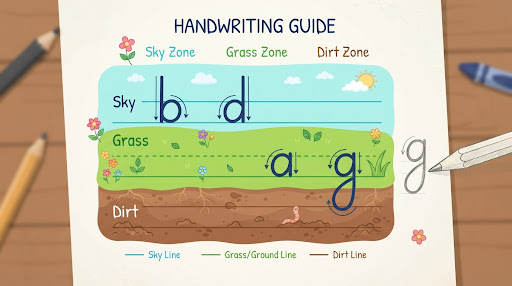 HANDWRITING GUIDE
Sky Zone Grass Zone Dirt Zone
Sky b d
Grass
a g g
Dirt
Sky Line Grass/Ground Line Dirt Line